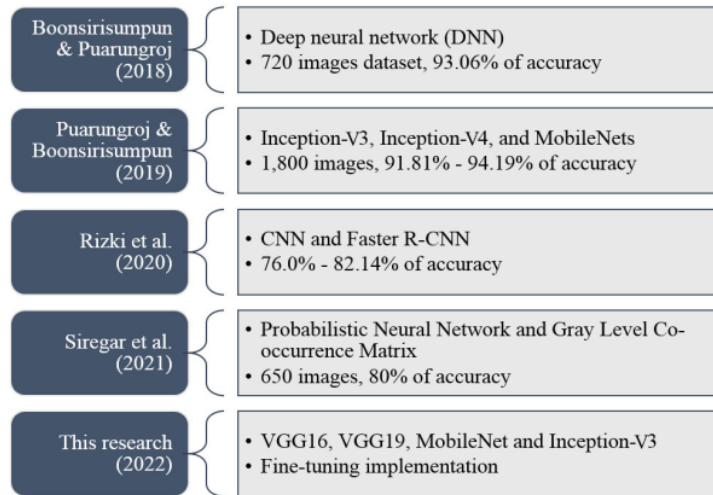 Boonsirisumpun
& Puarungroj
(2018)
• Deep neural network (DNN)
• 720 images dataset, 93.06% of accuracy
Puarungroj &
Boonsirisumpun
(2019)
• Inception-V3, Inception-V4, and MobileNets
• 1,800 images, 91.81% - 94.19% of accuracy
Rizki et al.
(2020)
• CNN and Faster R-CNN
• 76.0% - 82.14% of accuracy
Siregar et al.
(2021)
• Probabilistic Neural Network and Gray Level Co-
occurrence Matrix
• 650 images, 80% of accuracy
This research
(2022)
• VGG16, VGG19, MobileNet and Inception-V3
• Fine-tuning implementation